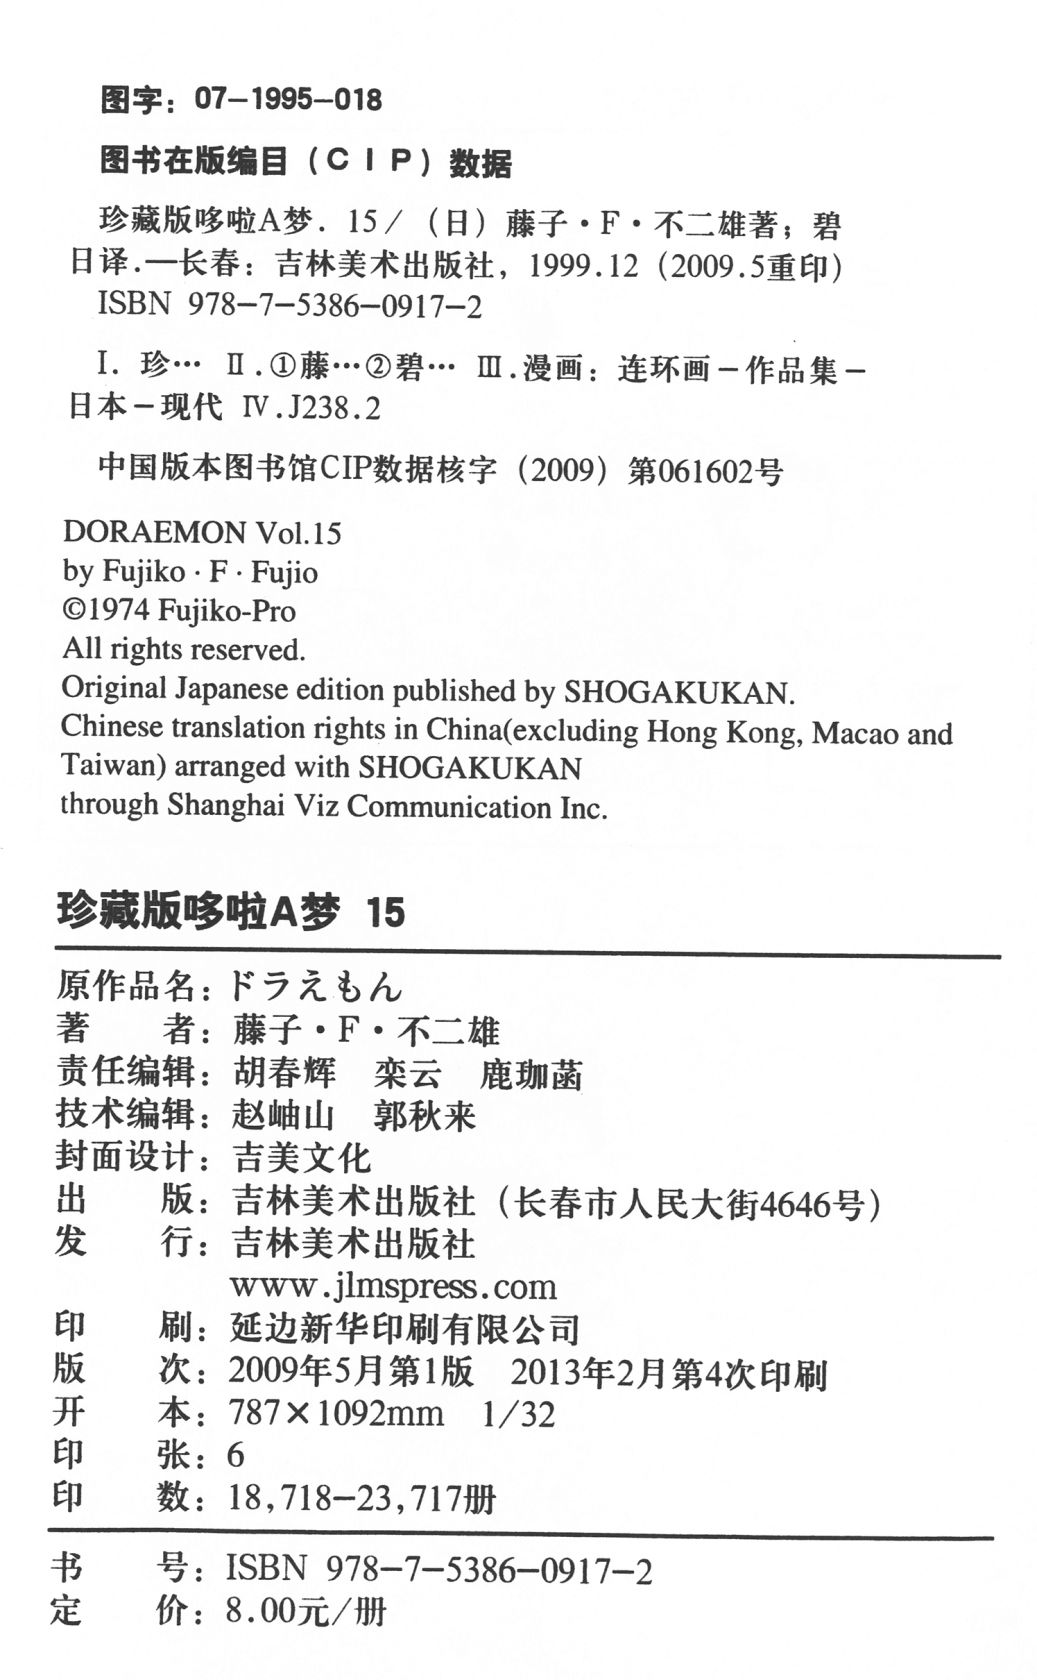 图字：07—1995—018
图书在版编目（CIP）数据
珍藏版哆啦A梦．15／（日）藤子・F・不二雄著；碧
日译.—长春：吉林美术出版社，1999.12（2009.5重印）
ISBN 978—7—5386—0917—2
Ⅰ. 珍… Ⅱ.①藤…②碧… Ⅲ.漫画：连环画－作品集－
日本－现代 Ⅳ.J238.2
中国版本图书馆CIP数据核字（2009）第061602号
DORAEMON Vol.15
by Fujiko · F · Fujio
©1974 Fujiko-Pro
All rights reserved.
Original Japanese edition published by SHOGAKUKAN.
Chinese translation rights in China(excluding Hong Kong, Macao and
Taiwan) arranged with SHOGAKUKAN
through Shanghai Viz Communication Inc.
珍藏版哆啦A梦 15
原作品名：ドラえもん
著 者：藤子・F・不二雄
责任编辑：胡春辉 栾云 鹿珈菡
技术编辑：赵岫山 郭秋来
封面设计：吉美文化
出 版：吉林美术出版社（长春市人民大街4646号）
发 行：吉林美术出版社
www.jlmspress.com
印 刷：延边新华印刷有限公司
版 次：2009年5月第1版 2013年2月第4次印刷
开 本：787×1092mm 1/32
印 张：6
印 数：18,718—23,717册
书 号：ISBN 978—7—5386—0917—2
定 价：8.00元/册